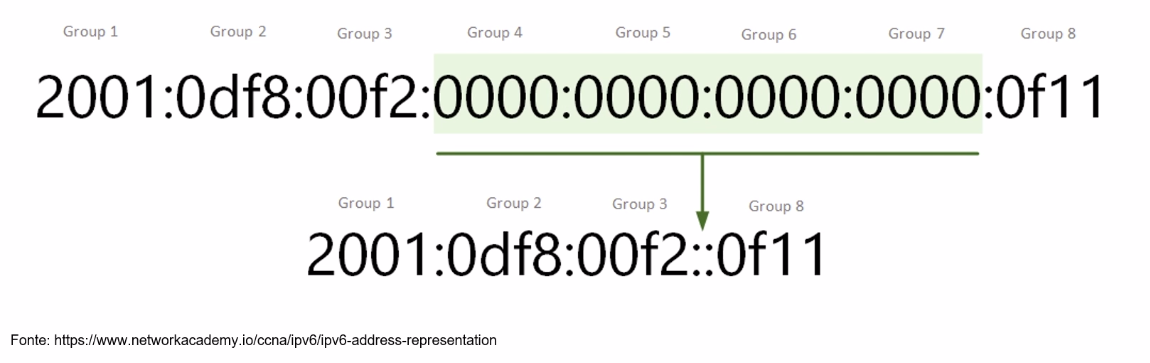 Group 1 Group 2 Group 3 Group 4 Group 5 Group 6 Group 7 Group 8
2001:0df8:00f2:0000:0000:0000:0000:0f11
Group 1 Group 2 Group 3 Group 8
2001:0df8:00f2::0f11
Fonte: https://www.networkacademy.io/ccna/ipv6/ipv6-address-representation